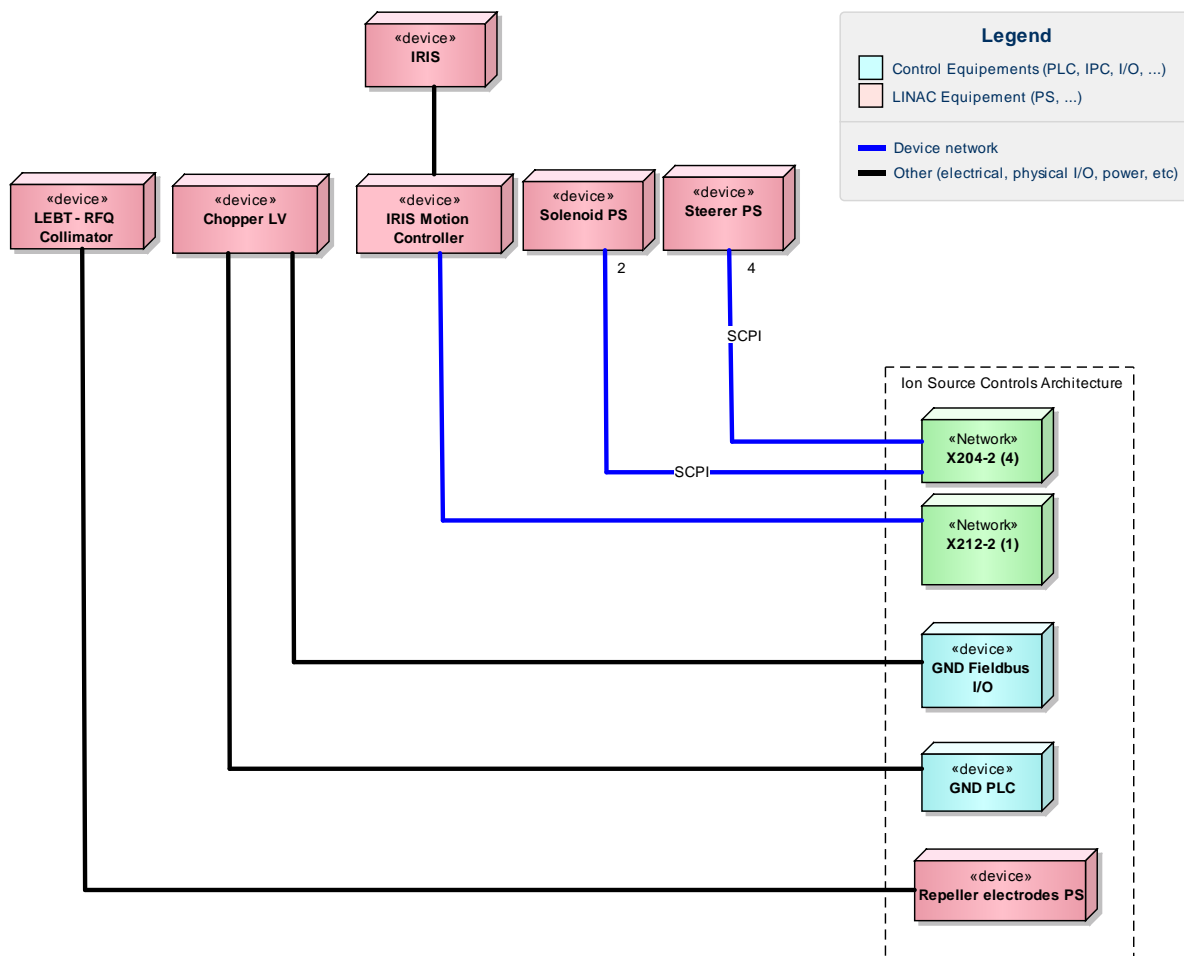 «device»
IRIS
Legend
Control Equipements (PLC, IPC, I/O, ...)
LINAC Equipement (PS, ...)
Device network
Other (electrical, physical I/O, power, etc)
«device»
LEBT - RFQ
Collimator
«device»
Chopper LV
«device»
IRIS Motion
Controller
«device»
Solenoid PS
«device»
Steerer PS
2
4
SCPI
SCPI
Ion Source Controls Architecture
«Network»
X204-2 (4)
«Network»
X212-2 (1)
«device»
GND Fieldbus
I/O
«device»
GND PLC
«device»
Repeller electrodes PS